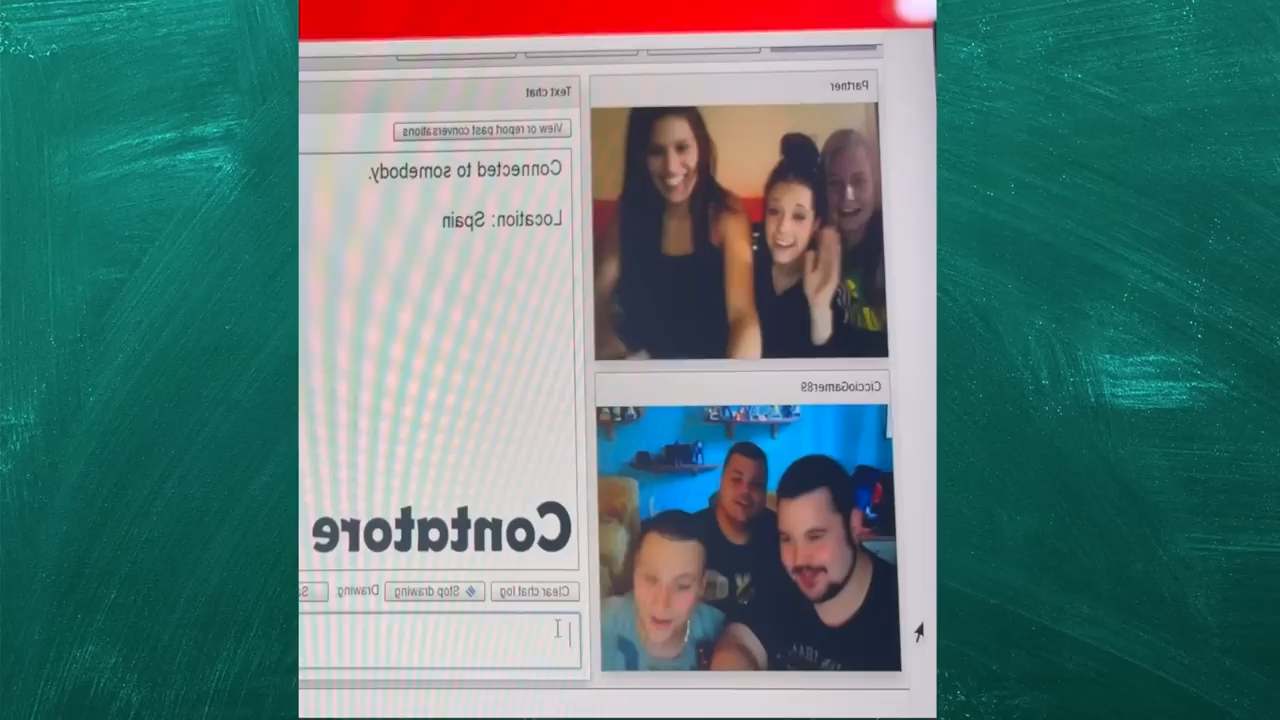 Partner
Text chat
View or report past conversations
Connected to somebody.
Location: Spain
CiccioGamer89
Contatore
Clear chat log
Stop drawing
Drawing: